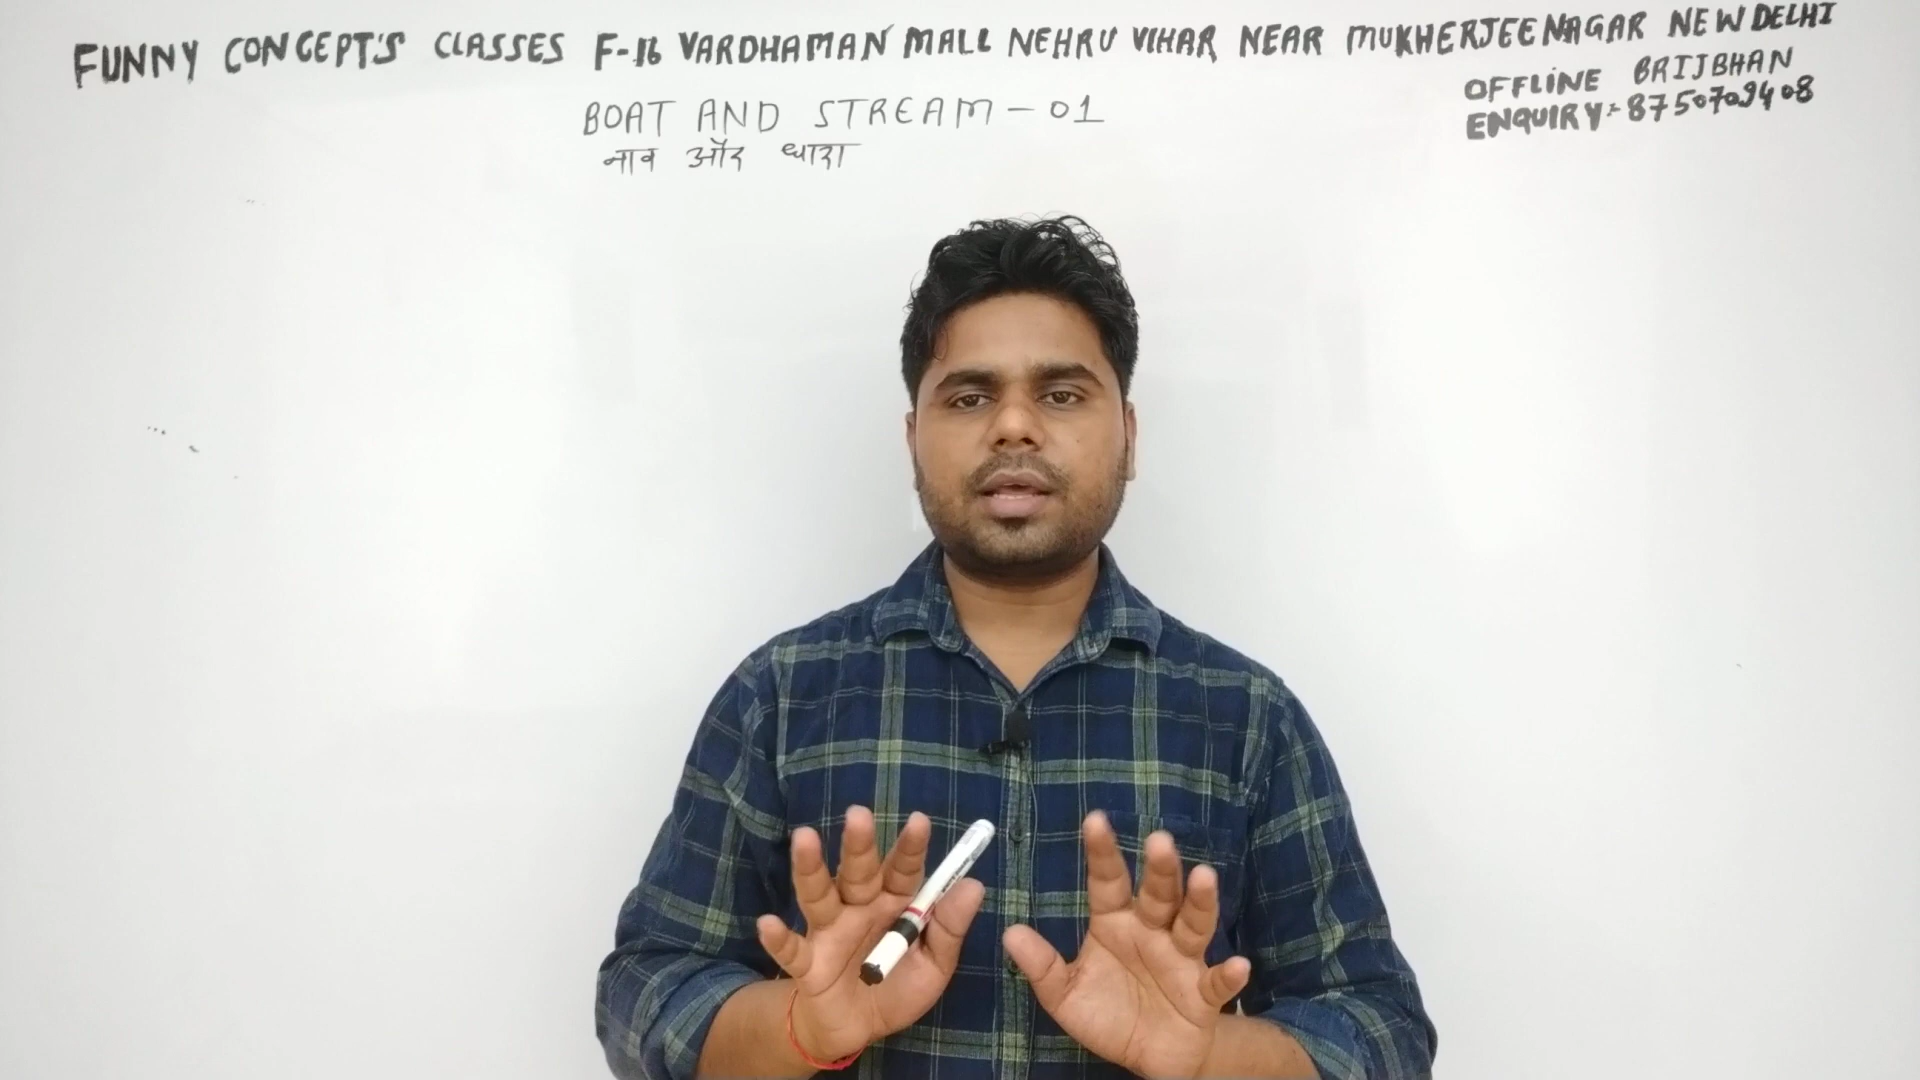 FUNNY CONCEPT'S CLASSES F-16 VARDHAMAN MALL NEHRU VIHAR NEAR MUKHERJEE NAGAR NEW DELHI
OFFLINE BRIJBHAN
ENQUIRY:- 8750709408
BOAT AND STREAM - 01
नाव और धारा